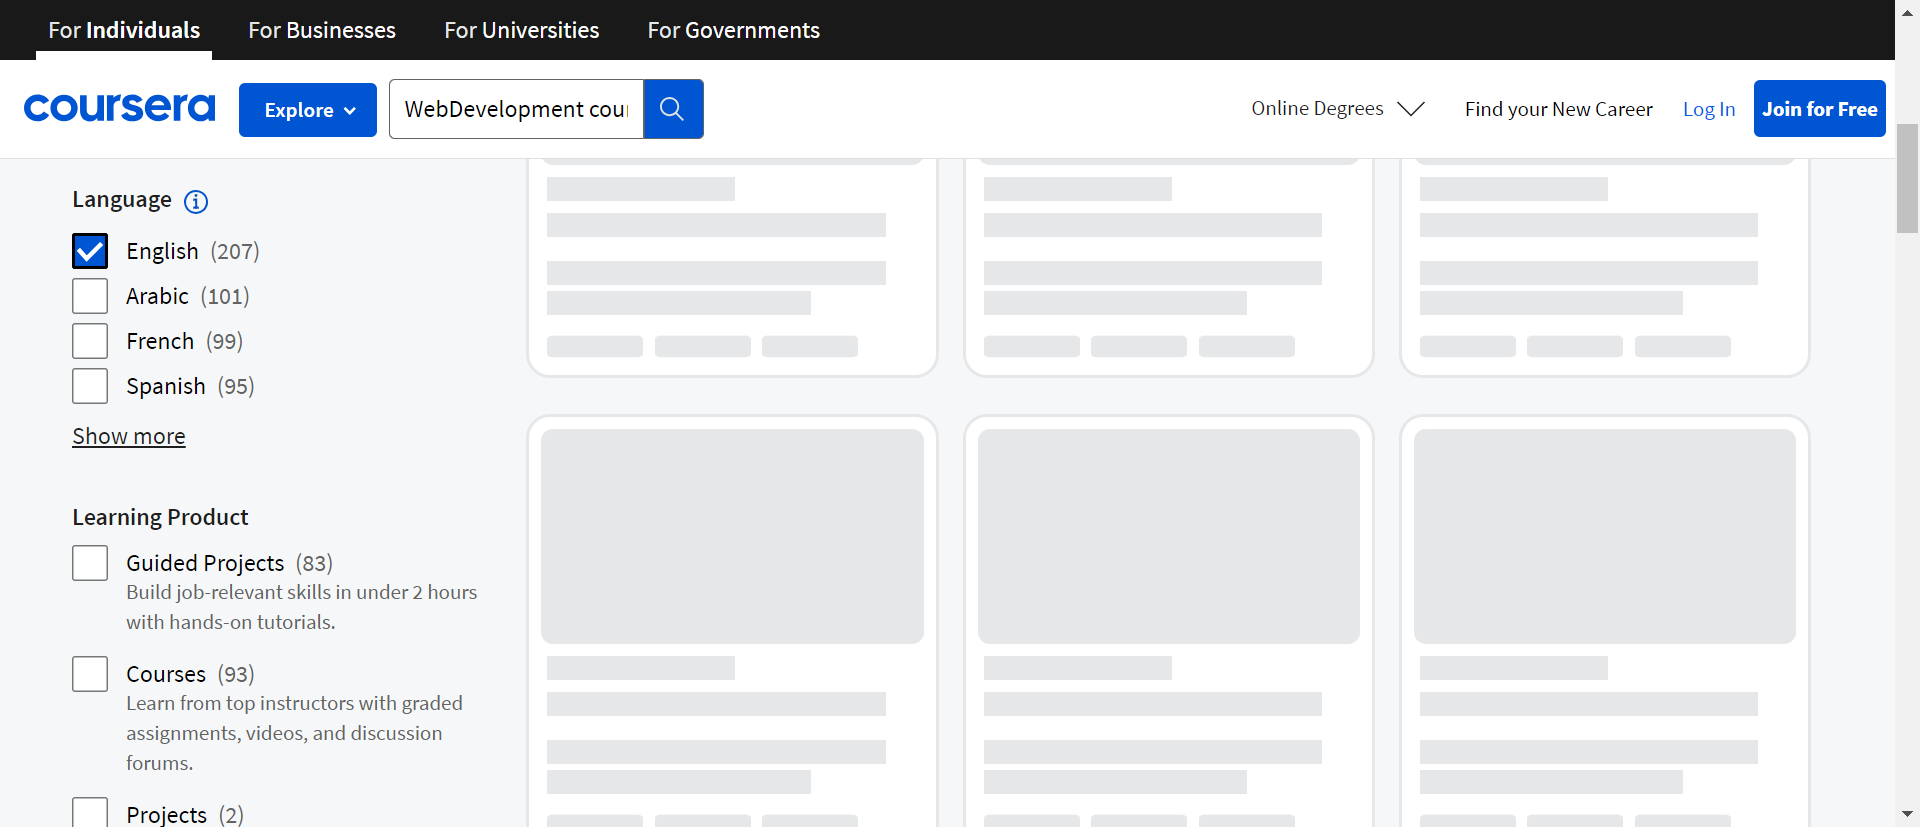 For Individuals
For Businesses
For Universities
For Governments
coursera
Explore
WebDevelopment cour
Online Degrees
Find your New Career
Log In
Join for Free
Language
English (207)
Arabic (101)
French (99)
Spanish (95)
Show more
Learning Product
Guided Projects (83)
Build job-relevant skills in under 2 hours
with hands-on tutorials.
Courses (93)
Learn from top instructors with graded
assignments, videos, and discussion
forums.
Projects (2)